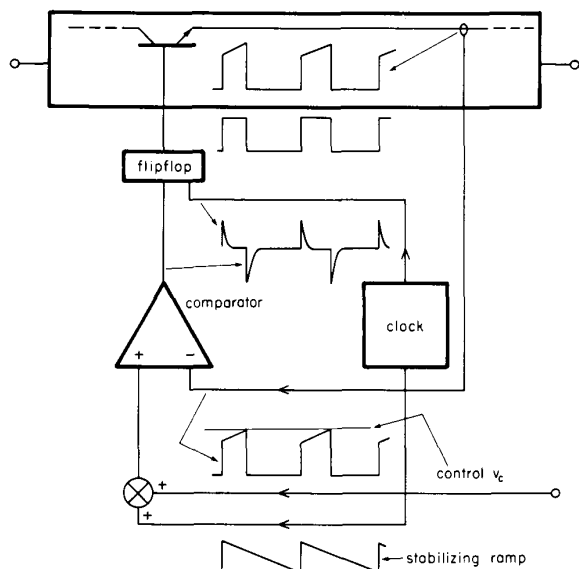 flipflop
comparator
clock
+ −
control v_c
+
+
stabilizing ramp